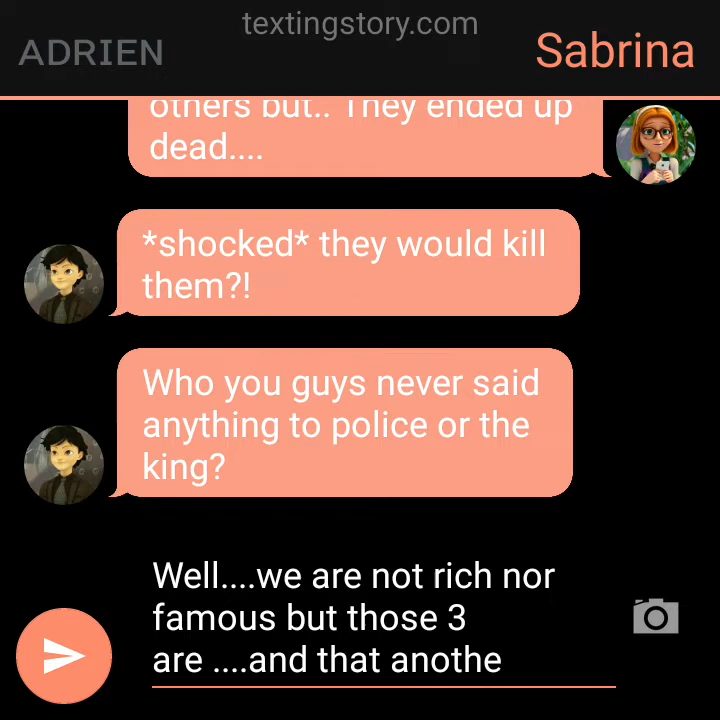 textingstory.com
ADRIEN
Sabrina
others but.. They ended up
dead....
*shocked* they would kill
them?!
Who you guys never said
anything to police or the
king?
Well....we are not rich nor
famous but those 3
are ....and that anothe